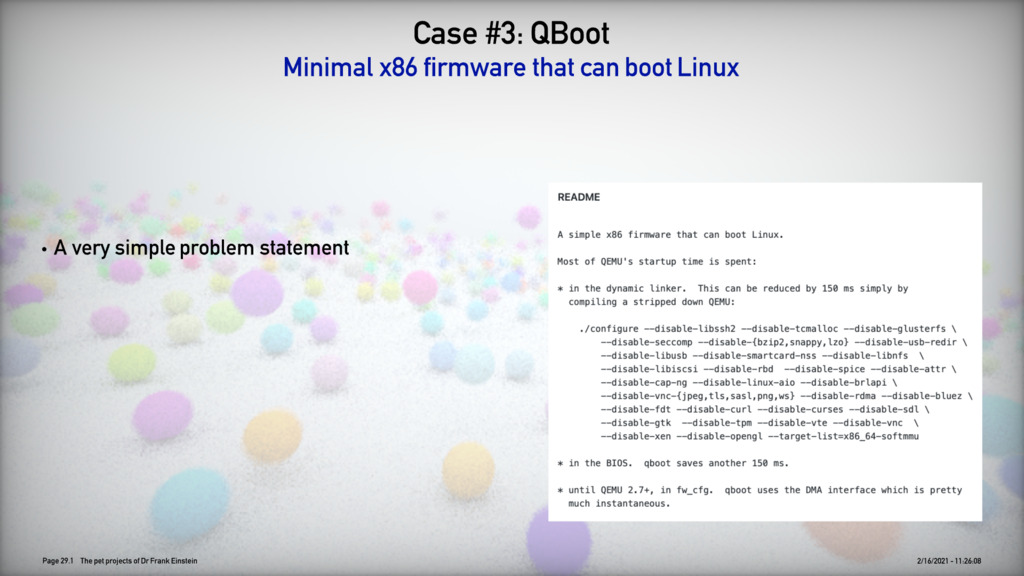 Case #3: QBoot
Minimal x86 firmware that can boot Linux
• A very simple problem statement
README
A simple x86 firmware that can boot Linux.
Most of QEMU's startup time is spent:
* in the dynamic linker.  This can be reduced by 150 ms simply by
compiling a stripped down QEMU:
./configure --disable-libssh2 --disable-tcmalloc --disable-glusterfs \
--disable-seccomp --disable-{bzip2,snappy,lzo} --disable-usb-redir \
--disable-libusb --disable-smartcard-nss --disable-libnfs  \
--disable-libiscsi --disable-rbd  --disable-spice --disable-attr \
--disable-cap-ng --disable-linux-aio --disable-brlapi \
--disable-vnc-{jpeg,tls,sasl,png,ws} --disable-rdma --disable-bluez \
--disable-fdt --disable-curl --disable-curses --disable-sdl \
--disable-gtk  --disable-tpm --disable-vte --disable-vnc  \
--disable-xen --disable-opengl --target-list=x86_64-softmmu
* in the BIOS.  qboot saves another 150 ms.
* until QEMU 2.7+, in fw_cfg.  qboot uses the DMA interface which is pretty
much instantaneous.
Page 29.1 The pet projects of Dr Frank Einstein
2/16/2021 - 11:26:08